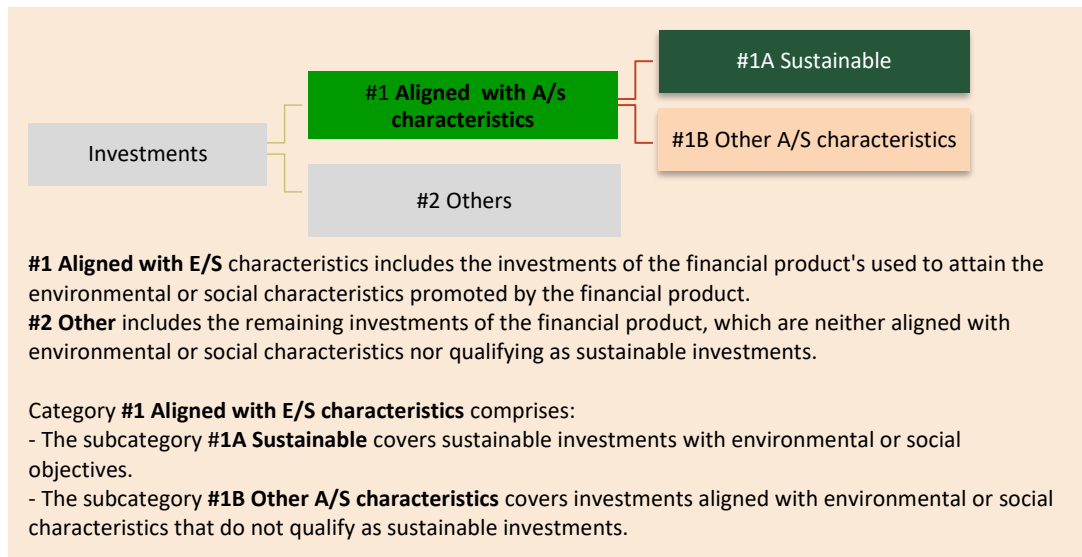 #1A Sustainable
#1 Aligned with A/s
characteristics
#1B Other A/S characteristics
Investments
#2 Others
#1 Aligned with E/S characteristics includes the investments of the financial product's used to attain the
environmental or social characteristics promoted by the financial product.
#2 Other includes the remaining investments of the financial product, which are neither aligned with
environmental or social characteristics nor qualifying as sustainable investments.
Category #1 Aligned with E/S characteristics comprises:
- The subcategory #1A Sustainable covers sustainable investments with environmental or social
objectives.
- The subcategory #1B Other A/S characteristics covers investments aligned with environmental or social
characteristics that do not qualify as sustainable investments.